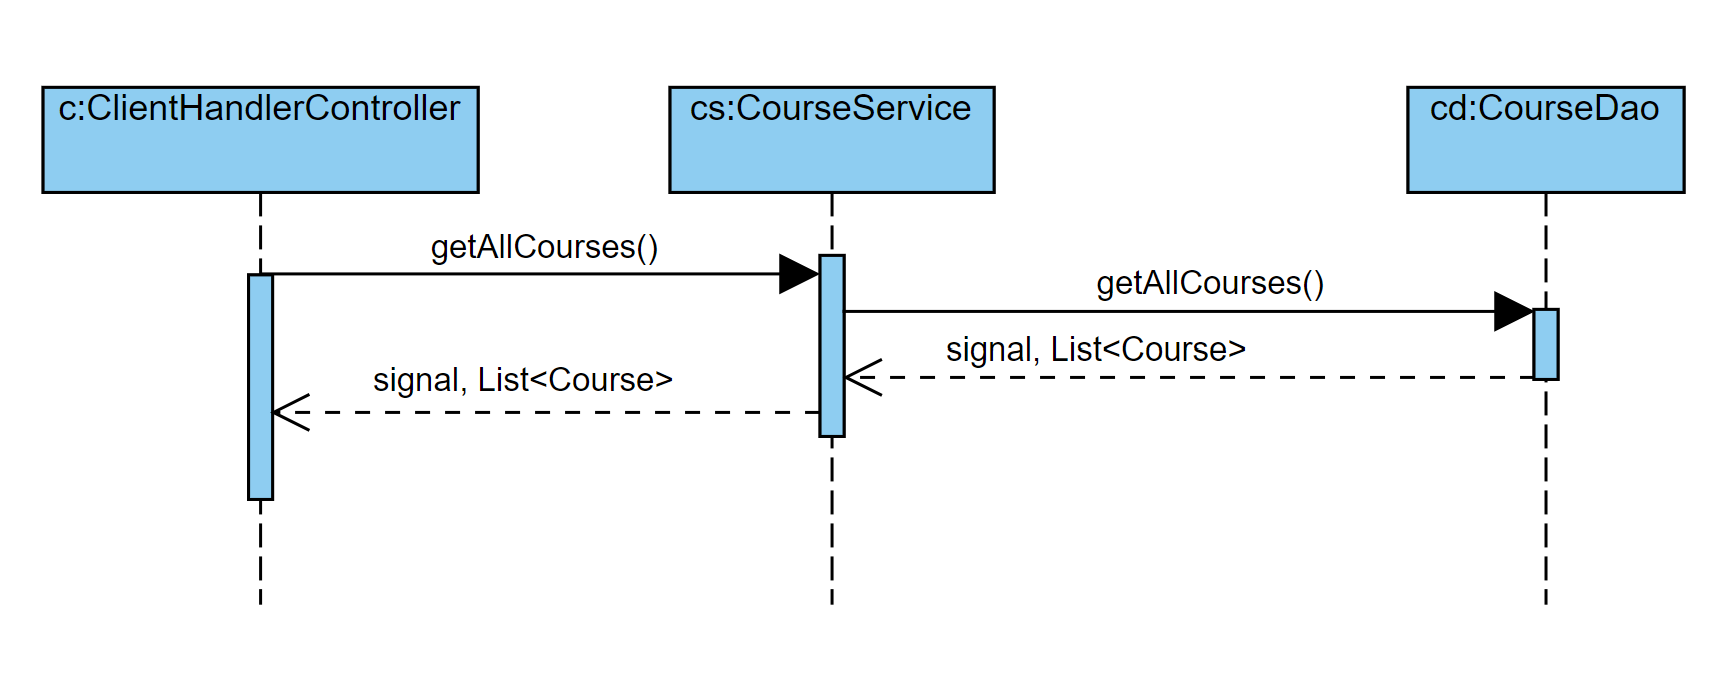 c:ClientHandlerController
cs:CourseService
cd:CourseDao
getAllCourses()
getAllCourses()
signal, List<Course>
signal, List<Course>